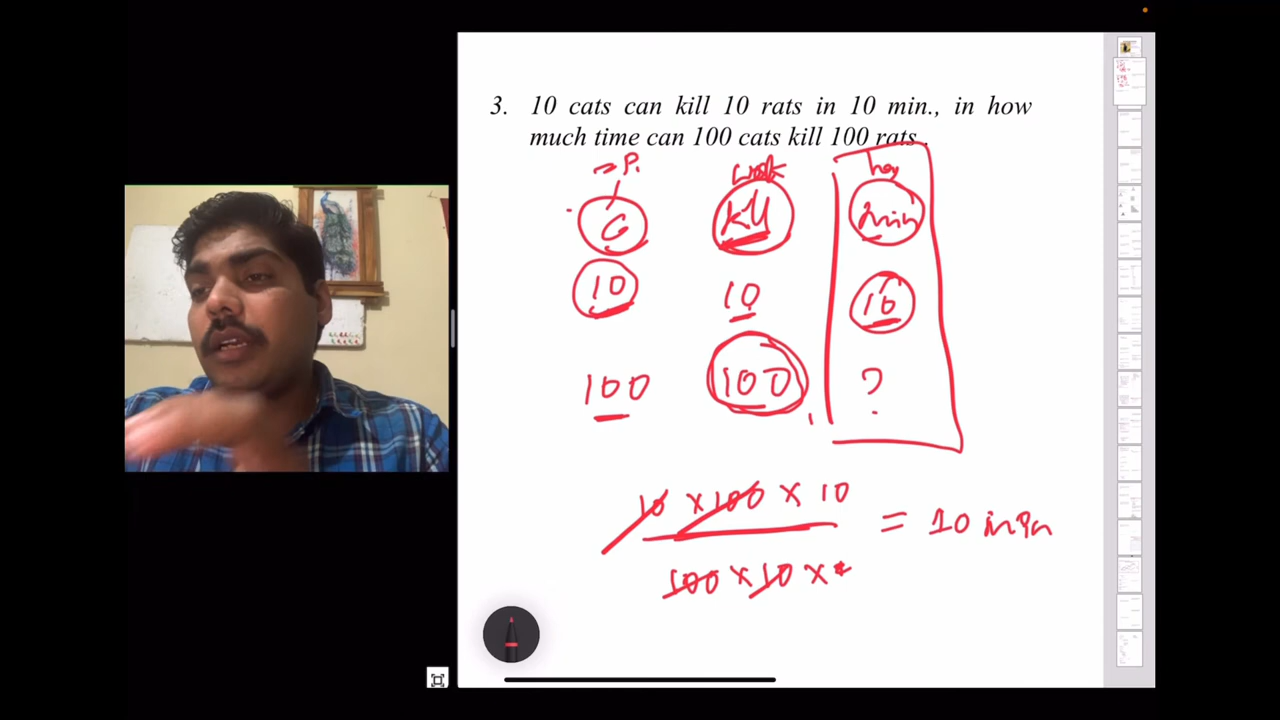 3. 10 cats can kill 10 rats in 10 min., in how
much time can 100 cats kill 100 rats .
P. work
C kill min
10 10 10
100 100 ?
10 x 100 x 10
= 10 min
100 x 10 x